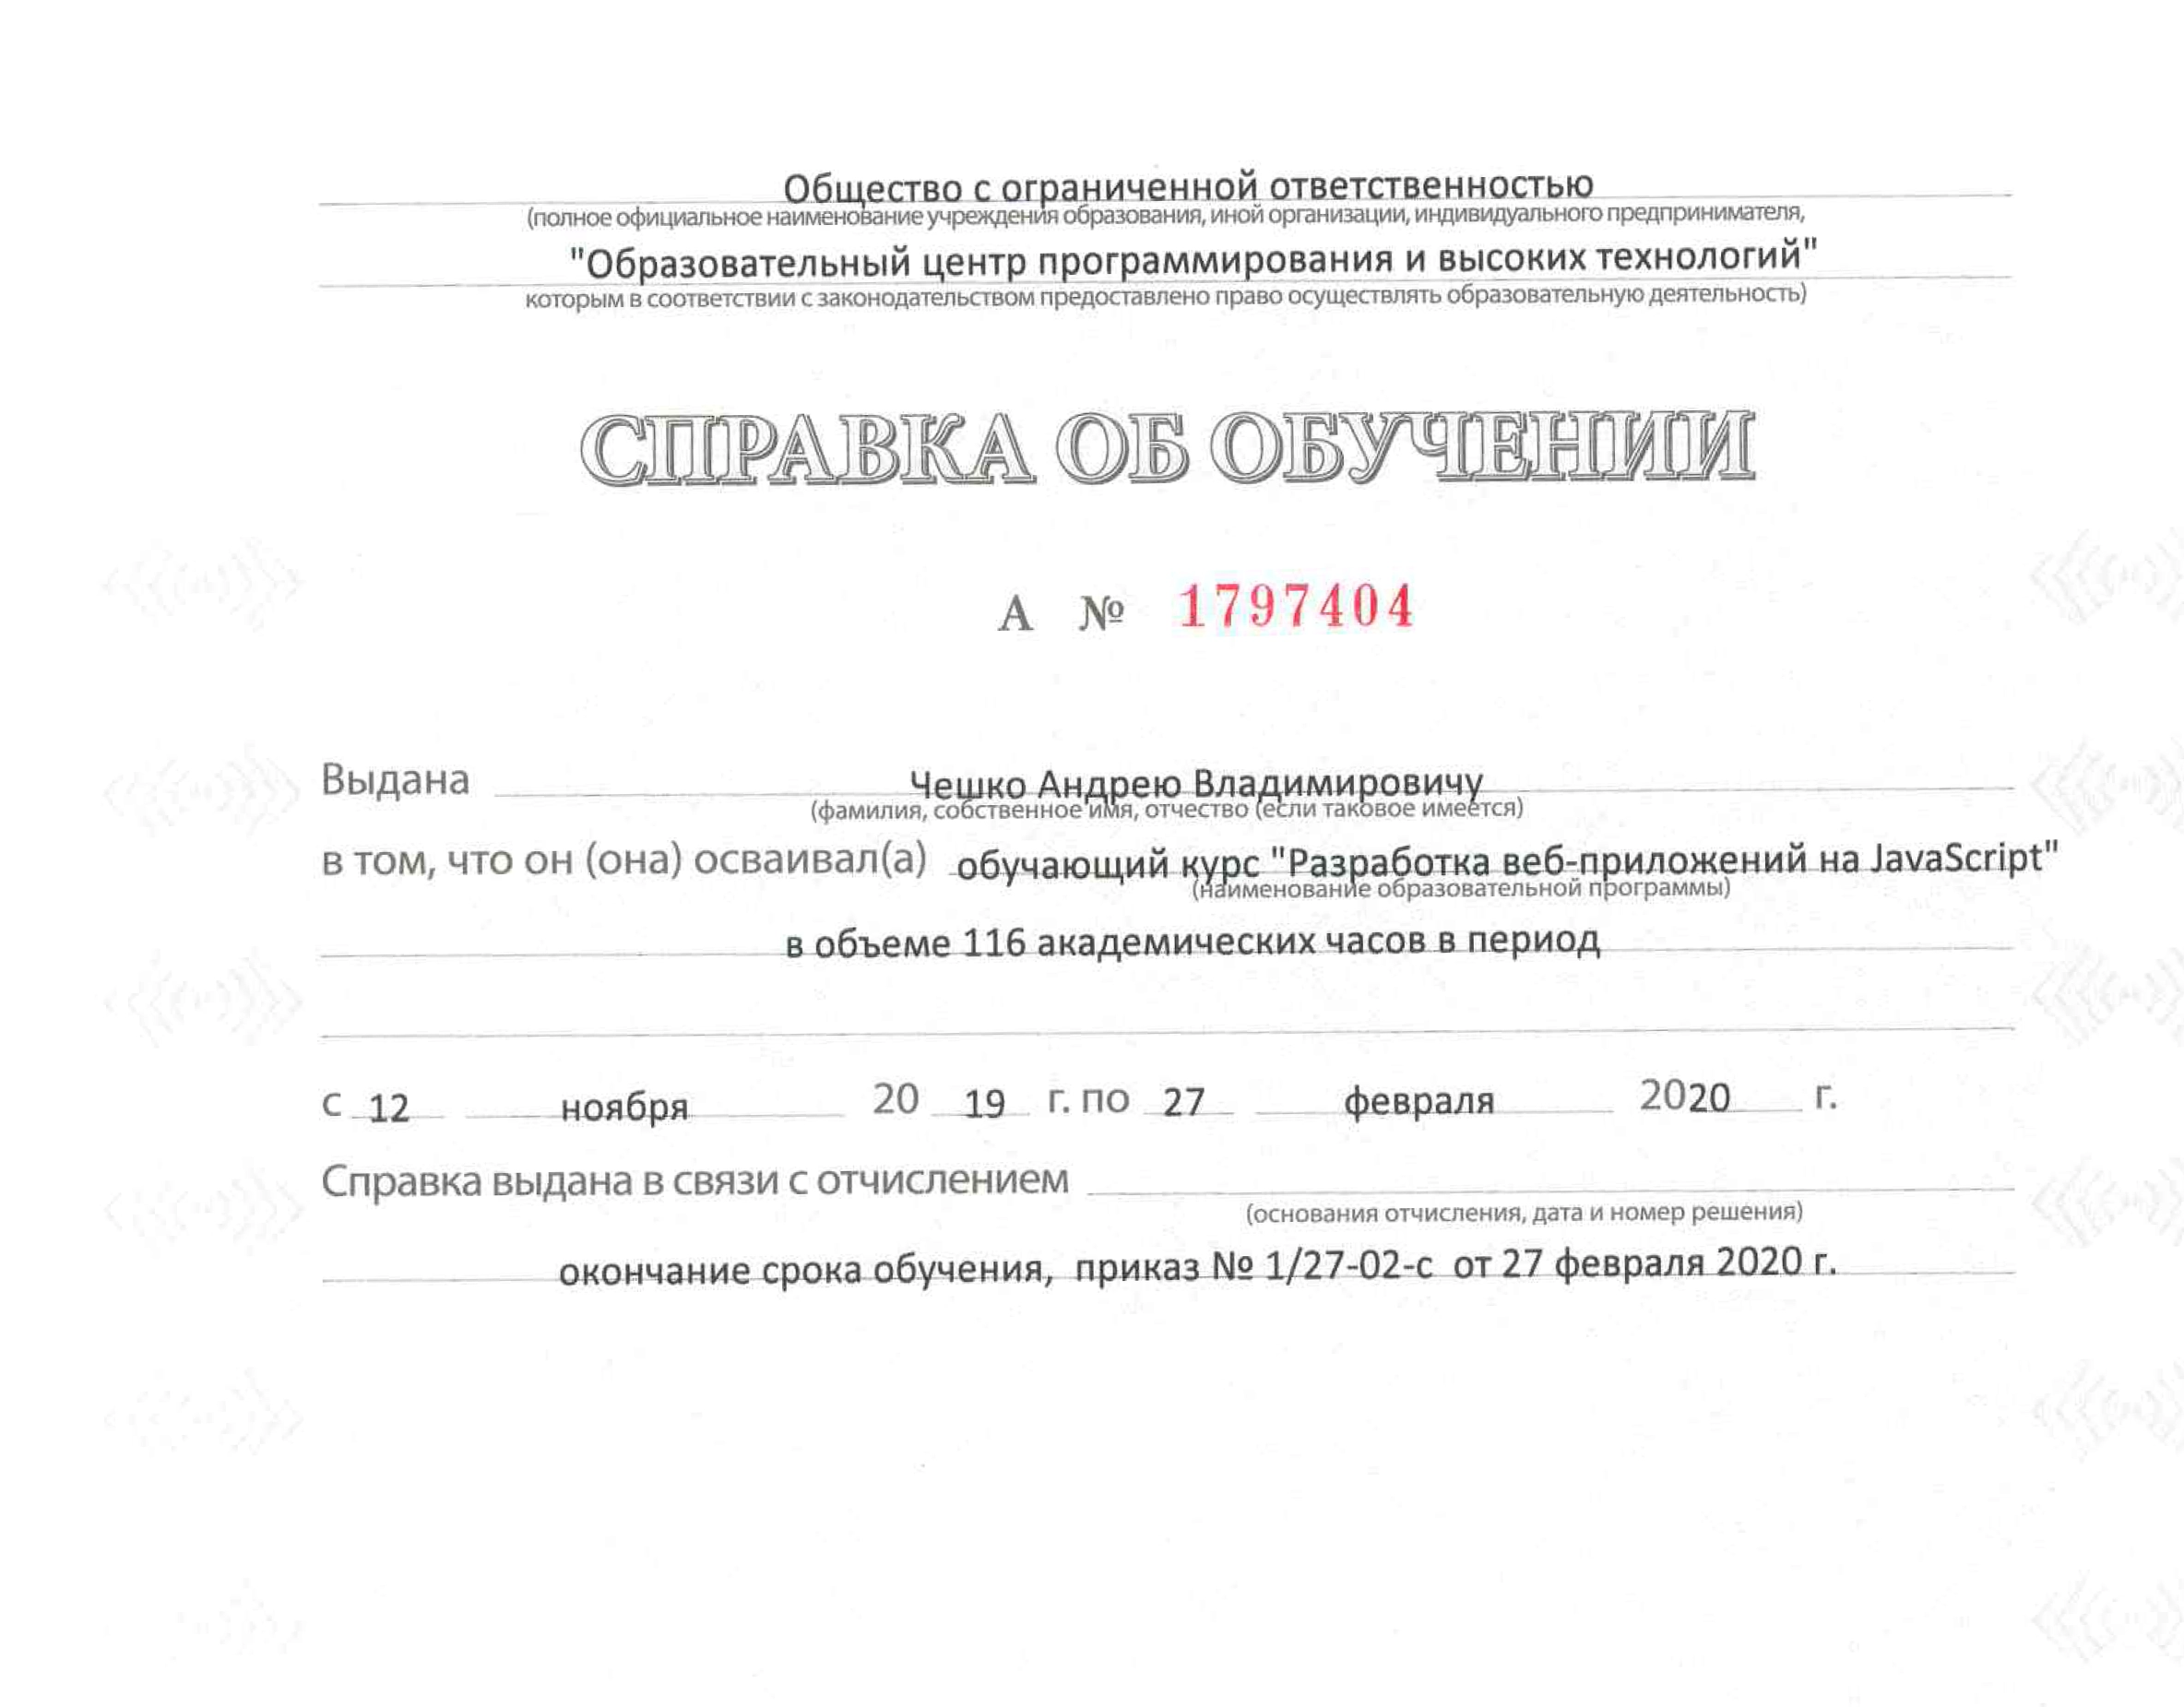 Общество с ограниченной ответственностью
(полное официальное наименование учреждения образования, иной организации, индивидуального предпринимателя,
"Образовательный центр программирования и высоких технологий"
которым в соответствии с законодательством предоставлено право осуществлять образовательную деятельность)
СПРАВКА ОБ ОБУЧЕНИИ
А № 1797404
Выдана Чешко Андрею Владимировичу
(фамилия, собственное имя, отчество (если таковое имеется)
в том, что он (она) осваивал(а) обучающий курс "Разработка веб-приложений на JavaScript"
(наименование образовательной программы)
в объеме 116 академических часов в период
с 12 ноября 20 19 г. по 27 февраля 2020 г.
Справка выдана в связи с отчислением
(основания отчисления, дата и номер решения)
окончание срока обучения, приказ № 1/27-02-с от 27 февраля 2020 г.